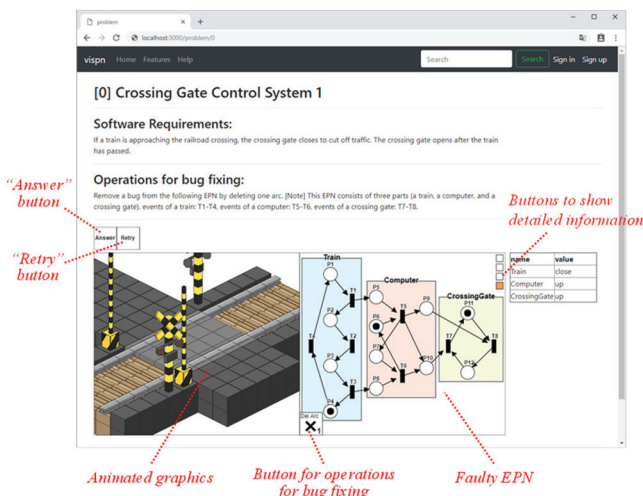 problem
localhost:3000/problem/0
vispn Home Features Help Search Search Sign in Sign up
[0] Crossing Gate Control System 1
Software Requirements:
If a train is approaching the railroad crossing, the crossing gate closes to cut off traffic. The crossing gate opens after the train
has passed.
Operations for bug fixing:
Remove a bug from the following EPN by deleting one arc. [Note] This EPN consists of three parts (a train, a computer, and a
crossing gate), events of a train: T1-T4, events of a computer: T5-T6, events of a crossing gate: T7-T8.
“Answer”
button
“Retry”
button
Answer Retry
Buttons to show
detailed information
name value
Train close
Computer up
CrossingGate up
Train
P1
T1
P2
T2
P3
T3
P4
Computer
P5
T5
P9
P6
P7
T6
P10
P8
CrossingGate
P11
T7
T8
P12
Del Arc
1
Animated graphics
Button for operations
for bug fixing
Faulty EPN